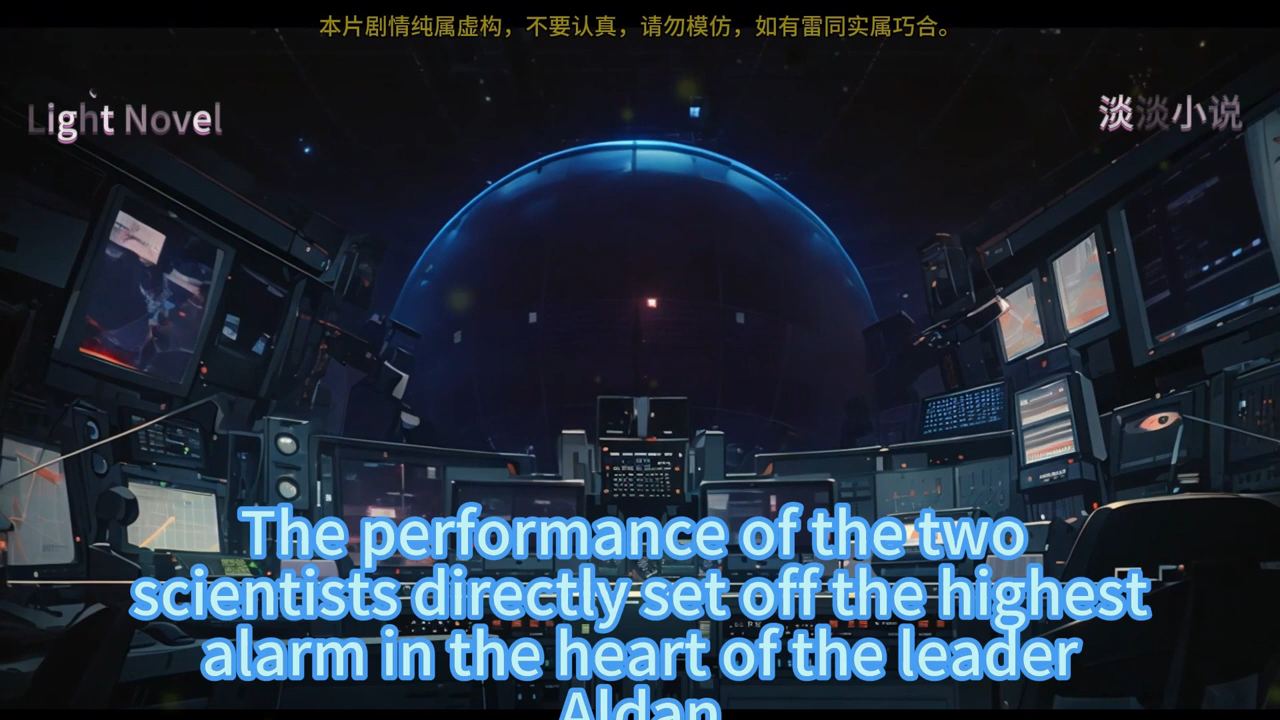 本片剧情纯属虚构，不要认真，请勿模仿，如有雷同实属巧合。
Light Novel
淡淡小说
The performance of the two
scientists directly set off the highest
alarm in the heart of the leader
Aldan